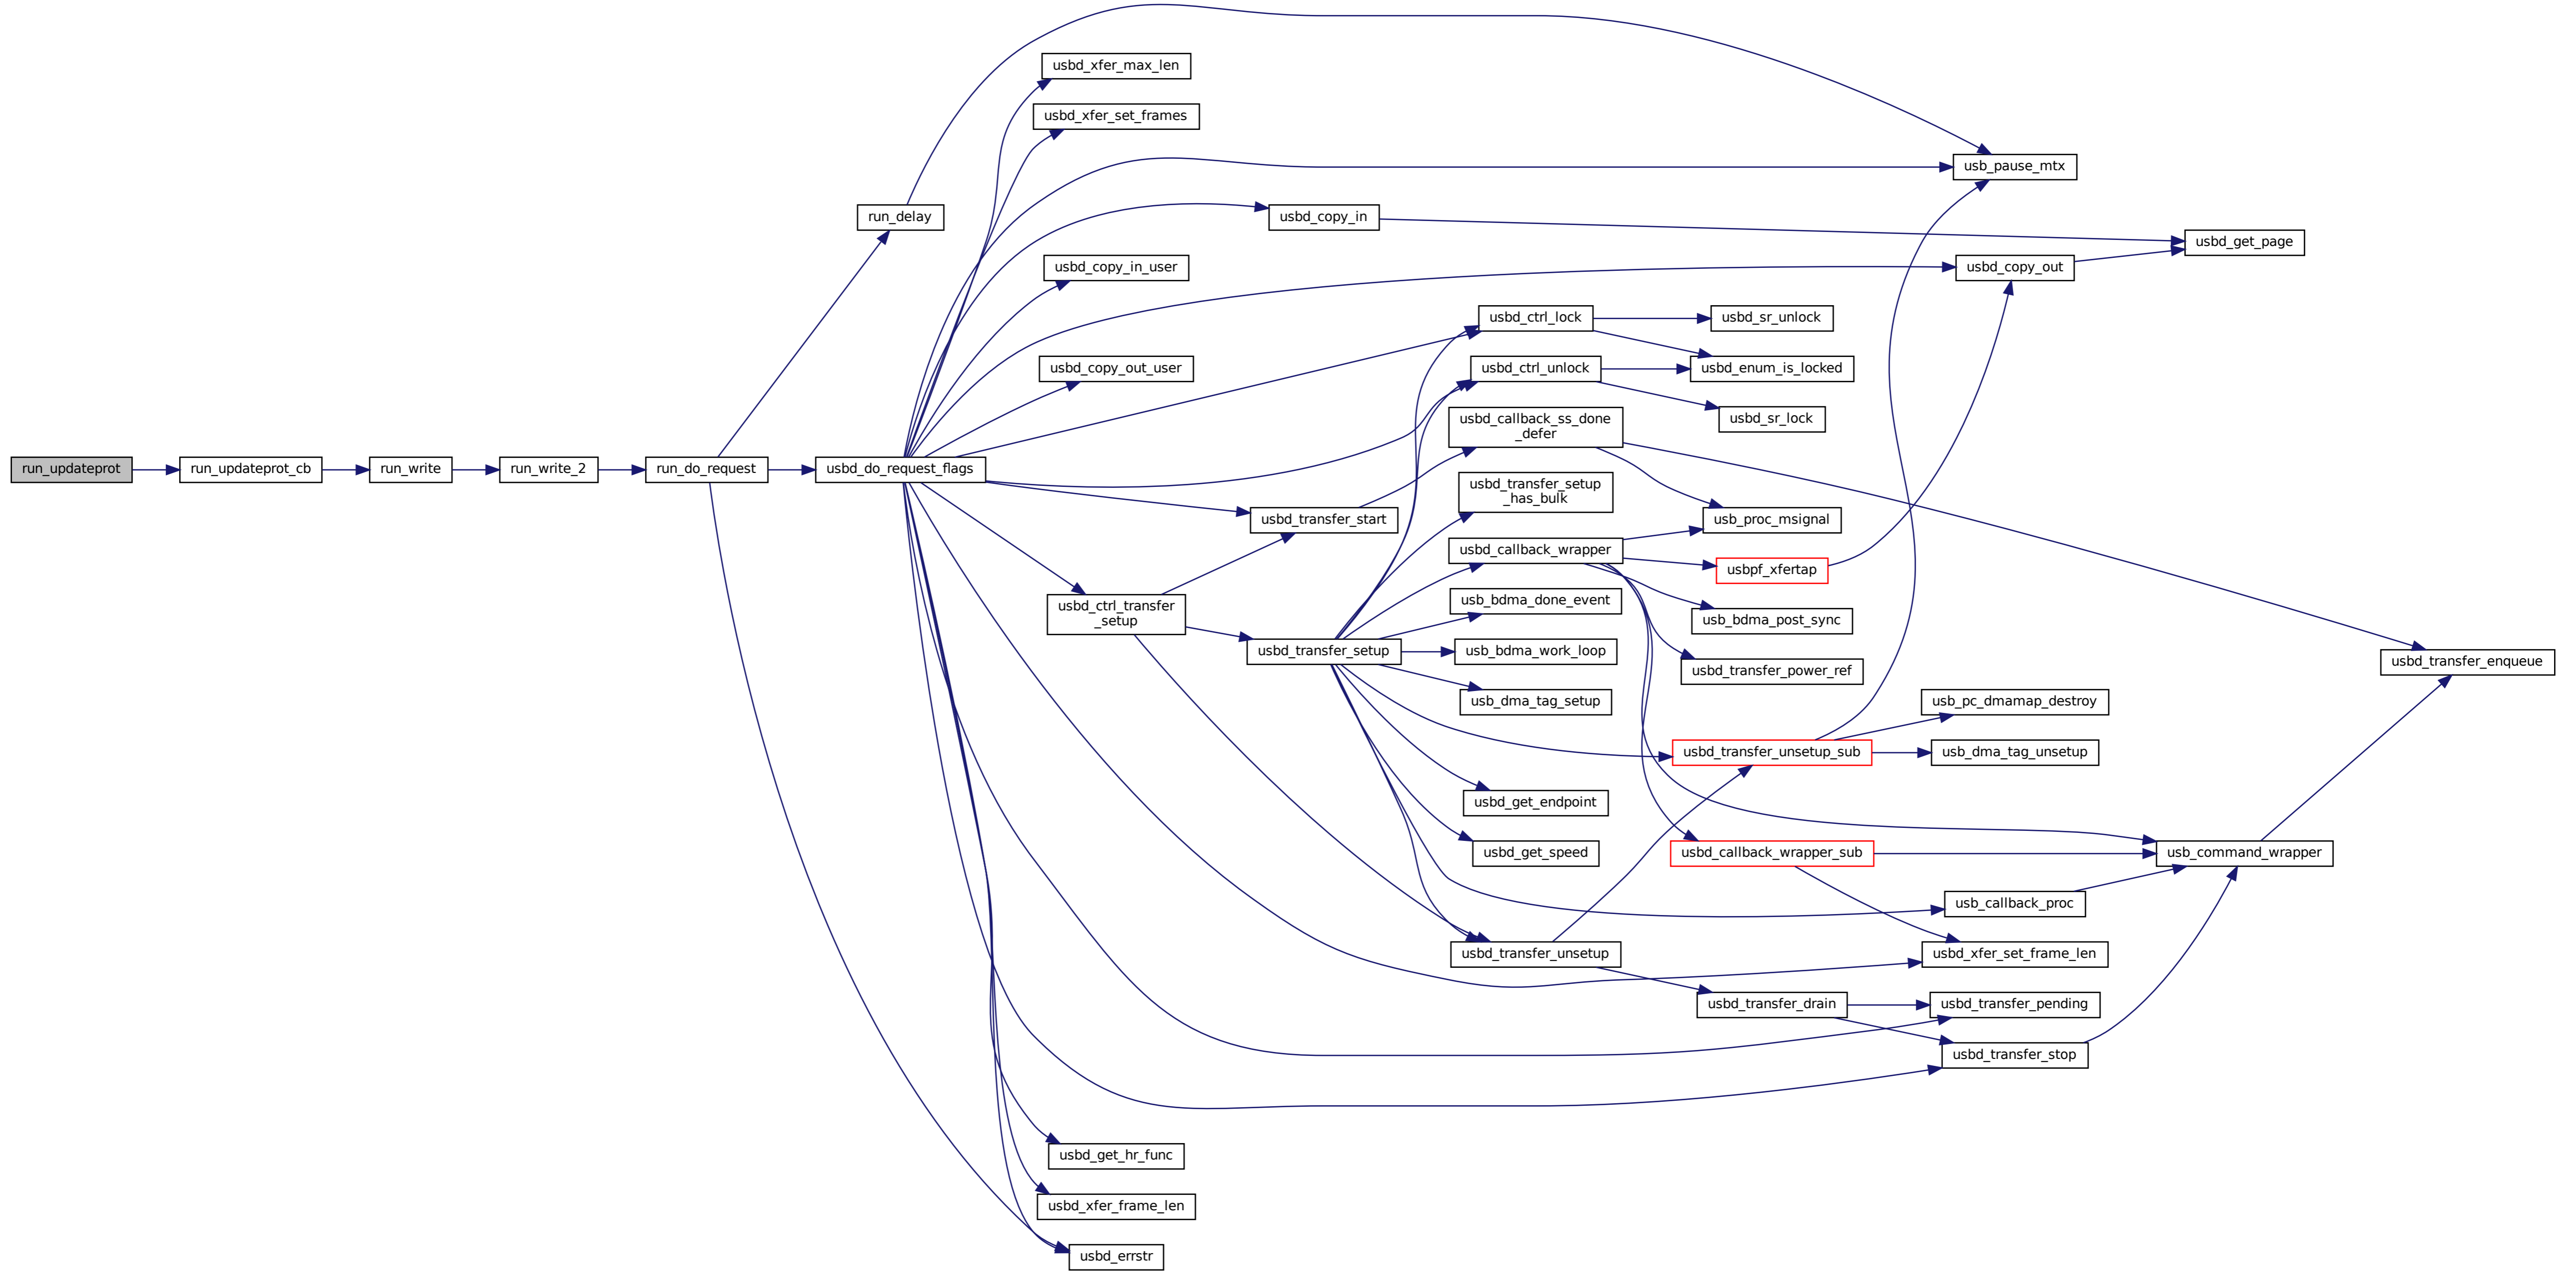 run_updateprot
run_updateprot_cb
run_write
run_write_2
run_do_request
run_delay
usbd_do_request_flags
usbd_xfer_max_len
usbd_xfer_set_frames
usbd_copy_in_user
usbd_copy_out_user
usbd_ctrl_transfer
_setup
usbd_get_hr_func
usbd_xfer_frame_len
usbd_errstr
usbd_copy_in
usbd_transfer_start
usbd_transfer_setup
usbd_ctrl_lock
usbd_ctrl_unlock
usbd_callback_ss_done
_defer
usbd_transfer_setup
_has_bulk
usbd_callback_wrapper
usb_bdma_done_event
usb_bdma_work_loop
usb_dma_tag_setup
usbd_get_endpoint
usbd_get_speed
usbd_transfer_unsetup
usbd_sr_unlock
usbd_enum_is_locked
usbd_sr_lock
usb_proc_msignal
usbpf_xfertap
usb_bdma_post_sync
usbd_transfer_power_ref
usbd_transfer_unsetup_sub
usbd_callback_wrapper_sub
usbd_transfer_drain
usb_pause_mtx
usbd_copy_out
usb_pc_dmamap_destroy
usb_dma_tag_unsetup
usb_callback_proc
usbd_xfer_set_frame_len
usbd_transfer_pending
usbd_transfer_stop
usbd_get_page
usb_command_wrapper
usbd_transfer_enqueue